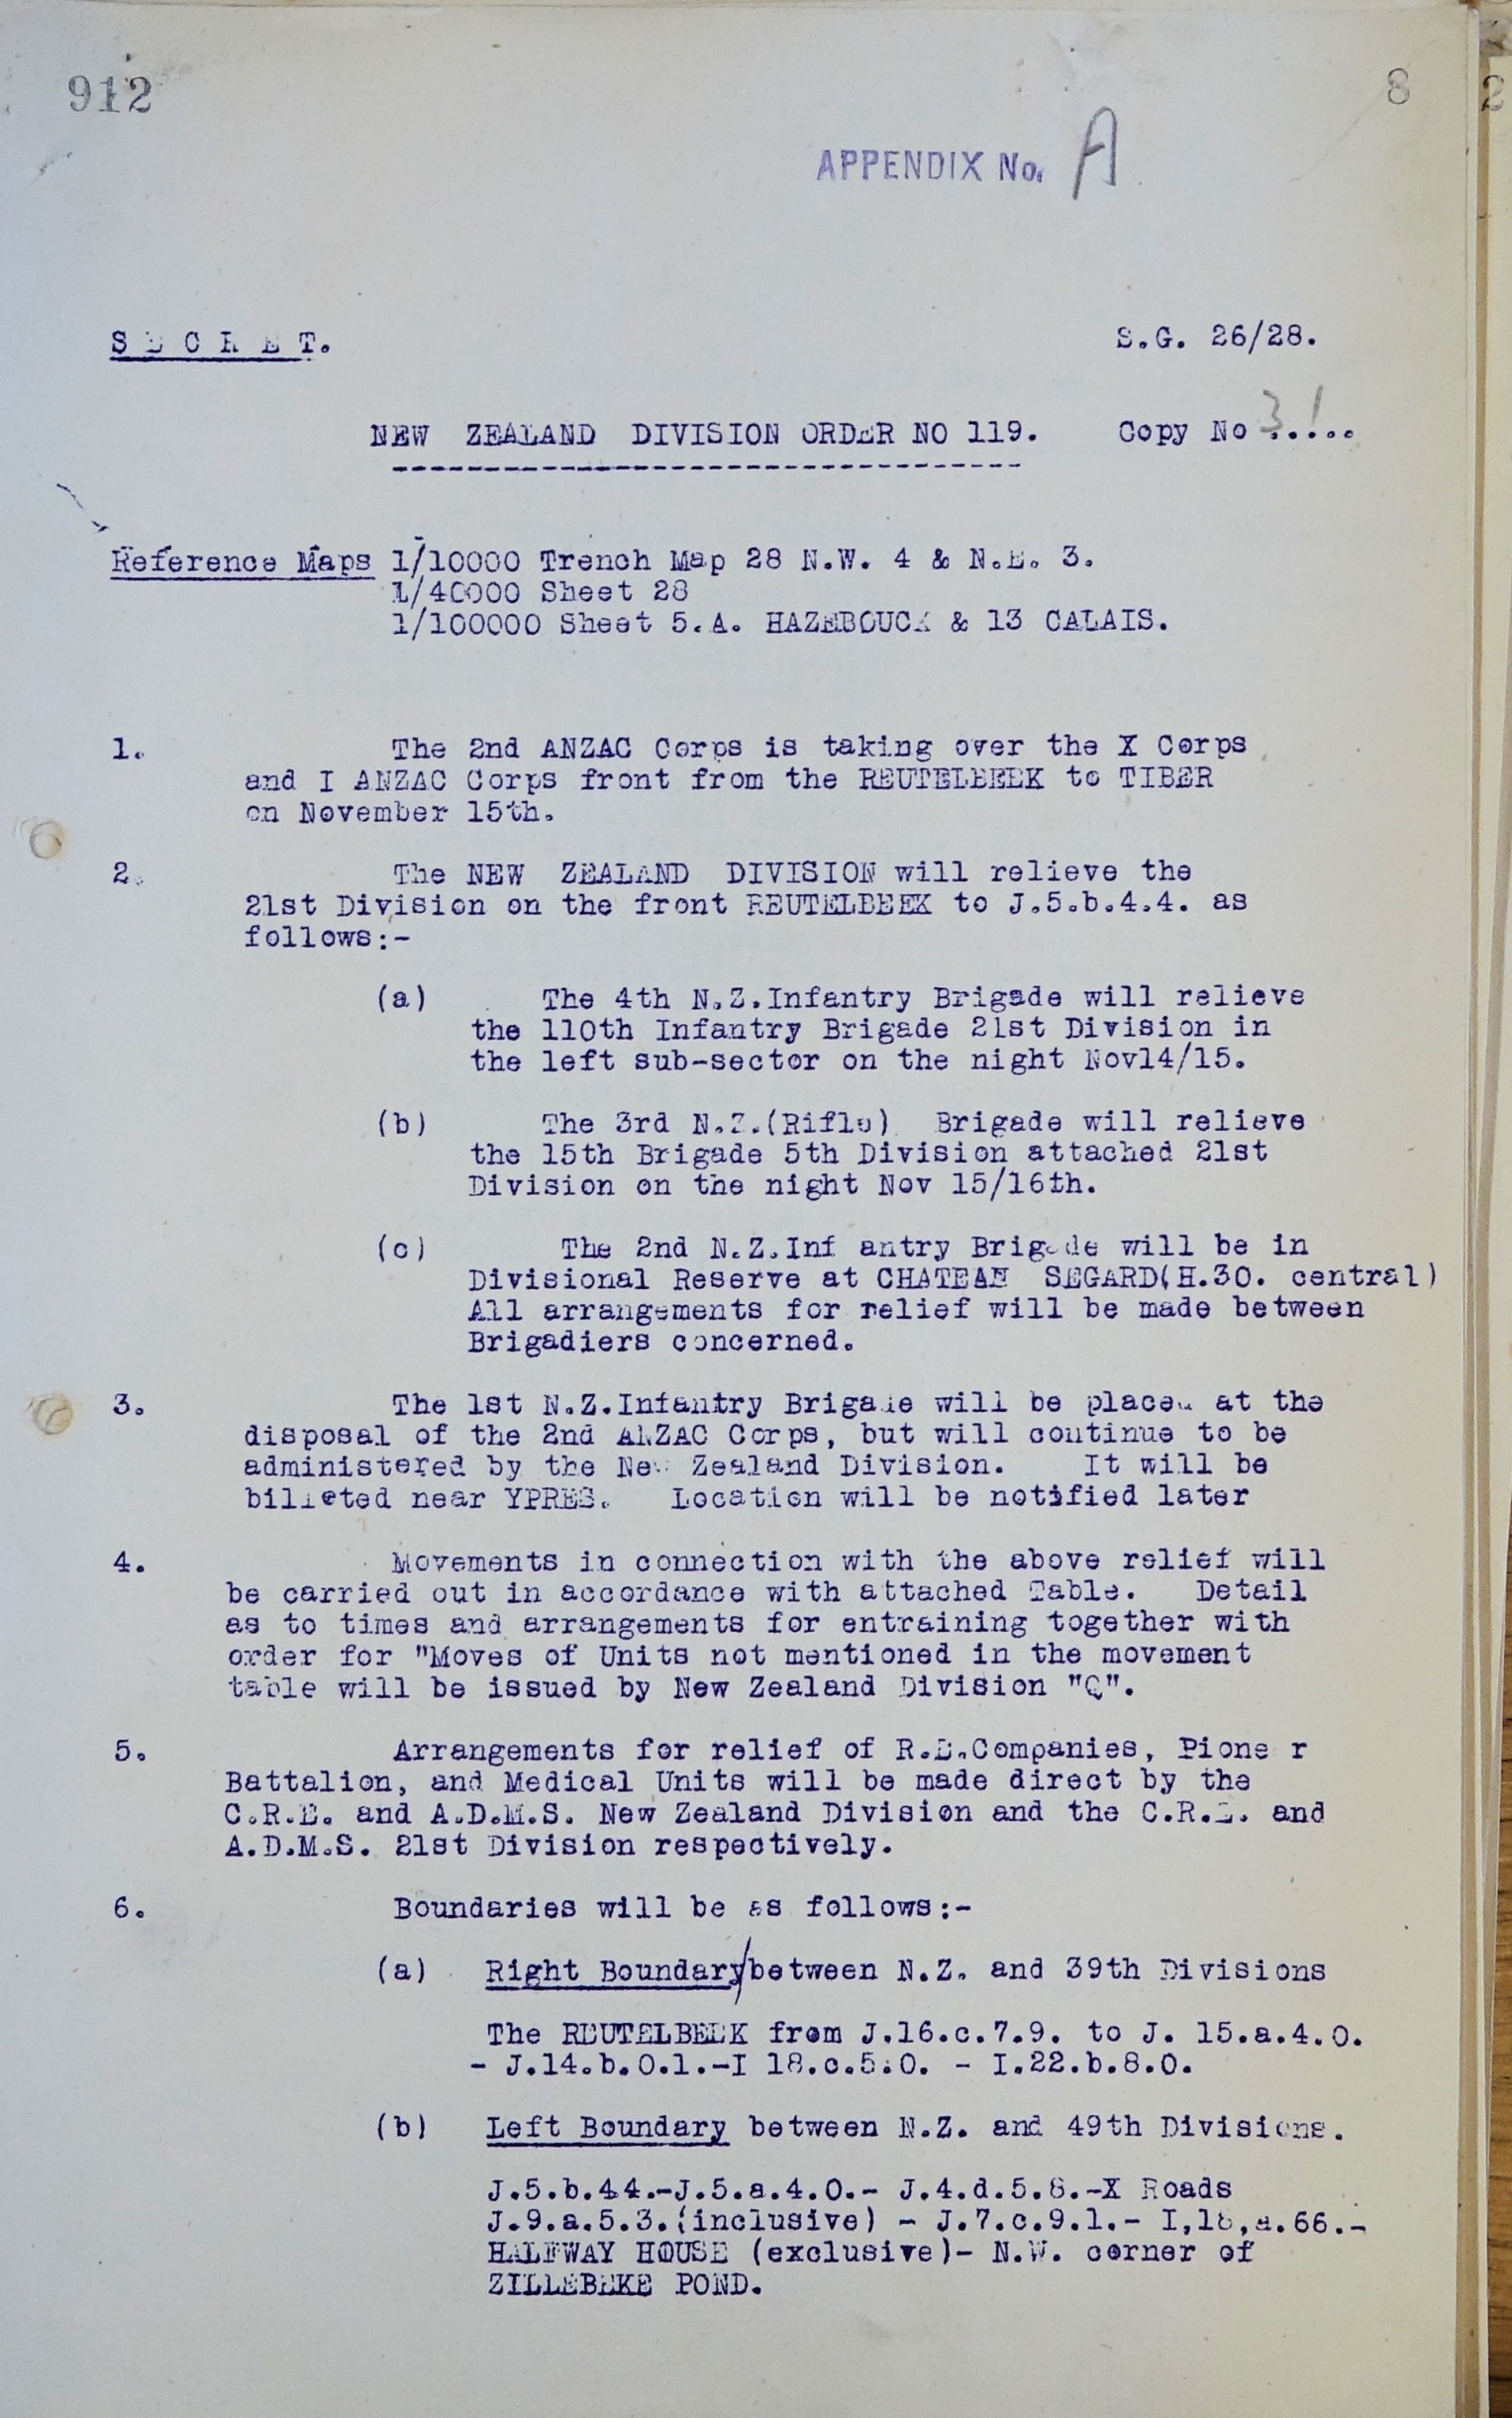 912
8
2
APPENDIX No. A
S E C R E T.
S.G. 26/28.
NEW ZEALAND DIVISION ORDER NO 119. Copy No 31.....
Reference Maps 1/10000 Trench Map 28 N.W. 4 & N.E. 3.
1/40000 Sheet 28
1/100000 Sheet 5.A. HAZEBOUCK & 13 CALAIS.
1. The 2nd ANZAC Corps is taking over the X Corps
and I ANZAC Corps front from the REUTELBEEK to TIBER
on November 15th.
2. The NEW ZEALAND DIVISION will relieve the
21st Division on the front REUTELBEEK to J.5.b.4.4. as
follows:-
(a) The 4th N.Z.Infantry Brigade will relieve
the 110th Infantry Brigade 21st Division in
the left sub-sector on the night Nov14/15.
(b) The 3rd N.Z.(Rifle) Brigade will relieve
the 15th Brigade 5th Division attached 21st
Division on the night Nov 15/16th.
(c) The 2nd N.Z.Inf antry Brigade will be in
Divisional Reserve at CHATEAH SEGARD(H.30. central)
All arrangements for relief will be made between
Brigadiers concerned.
3. The 1st N.Z.Infantry Brigade will be placed at the
disposal of the 2nd ANZAC Corps, but will continue to be
administered by the New Zealand Division. It will be
billeted near YPRES. Location will be notified later
4. Movements in connection with the above relief will
be carried out in accordance with attached Table. Detail
as to times and arrangements for entraining together with
order for "Moves of Units not mentioned in the movement
table will be issued by New Zealand Division "Q".
5. Arrangements for relief of R.E.Companies, Pione r
Battalion, and Medical Units will be made direct by the
C.R.E. and A.D.M.S. New Zealand Division and the C.R.E. and
A.D.M.S. 21st Division respectively.
6. Boundaries will be as follows:-
(a) Right Boundary/between N.Z. and 39th Divisions
The REUTELBEEK from J.16.c.7.9. to J. 15.a.4.0.
- J.14.b.0.1.-I 18.c.5.0. - I.22.b.8.0.
(b) Left Boundary between N.Z. and 49th Divisions.
J.5.b.44.-J.5.a.4.0.- J.4.d.5.8.-X Roads
J.9.a.5.3.(inclusive) - J.7.c.9.1.- I,18,a.66.-
HALFWAY HOUSE (exclusive)- N.W. corner of
ZILLEBEKE POND.